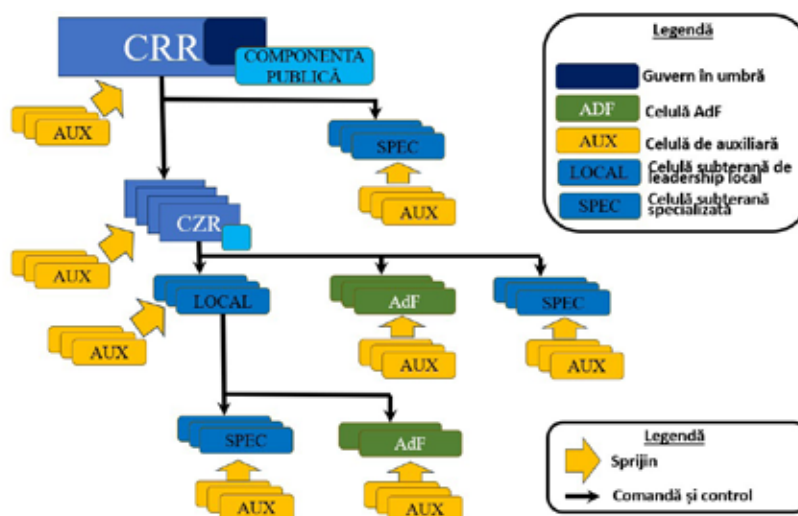 CRR
COMPONENTA
PUBLICĂ
AUX
SPEC
AUX
CZR
AUX
LOCAL
AdF
SPEC
AUX
AUX
AUX
SPEC
AdF
AUX
AUX
Legendă
Guvern în umbră
ADF
Celulă AdF
AUX
Celulă de auxiliară
LOCAL
Celulă subterană de
leadership local
SPEC
Celulă subterană
specializată
Legendă
Sprijin
Comandă și control